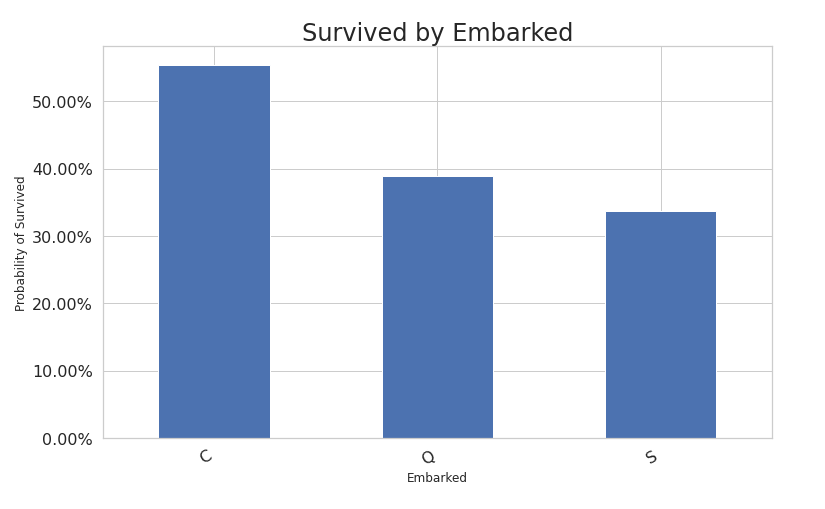 Survived by Embarked
Probability of Survived
50.00%
40.00%
30.00%
20.00%
10.00%
0.00%
C
Q
S
Embarked